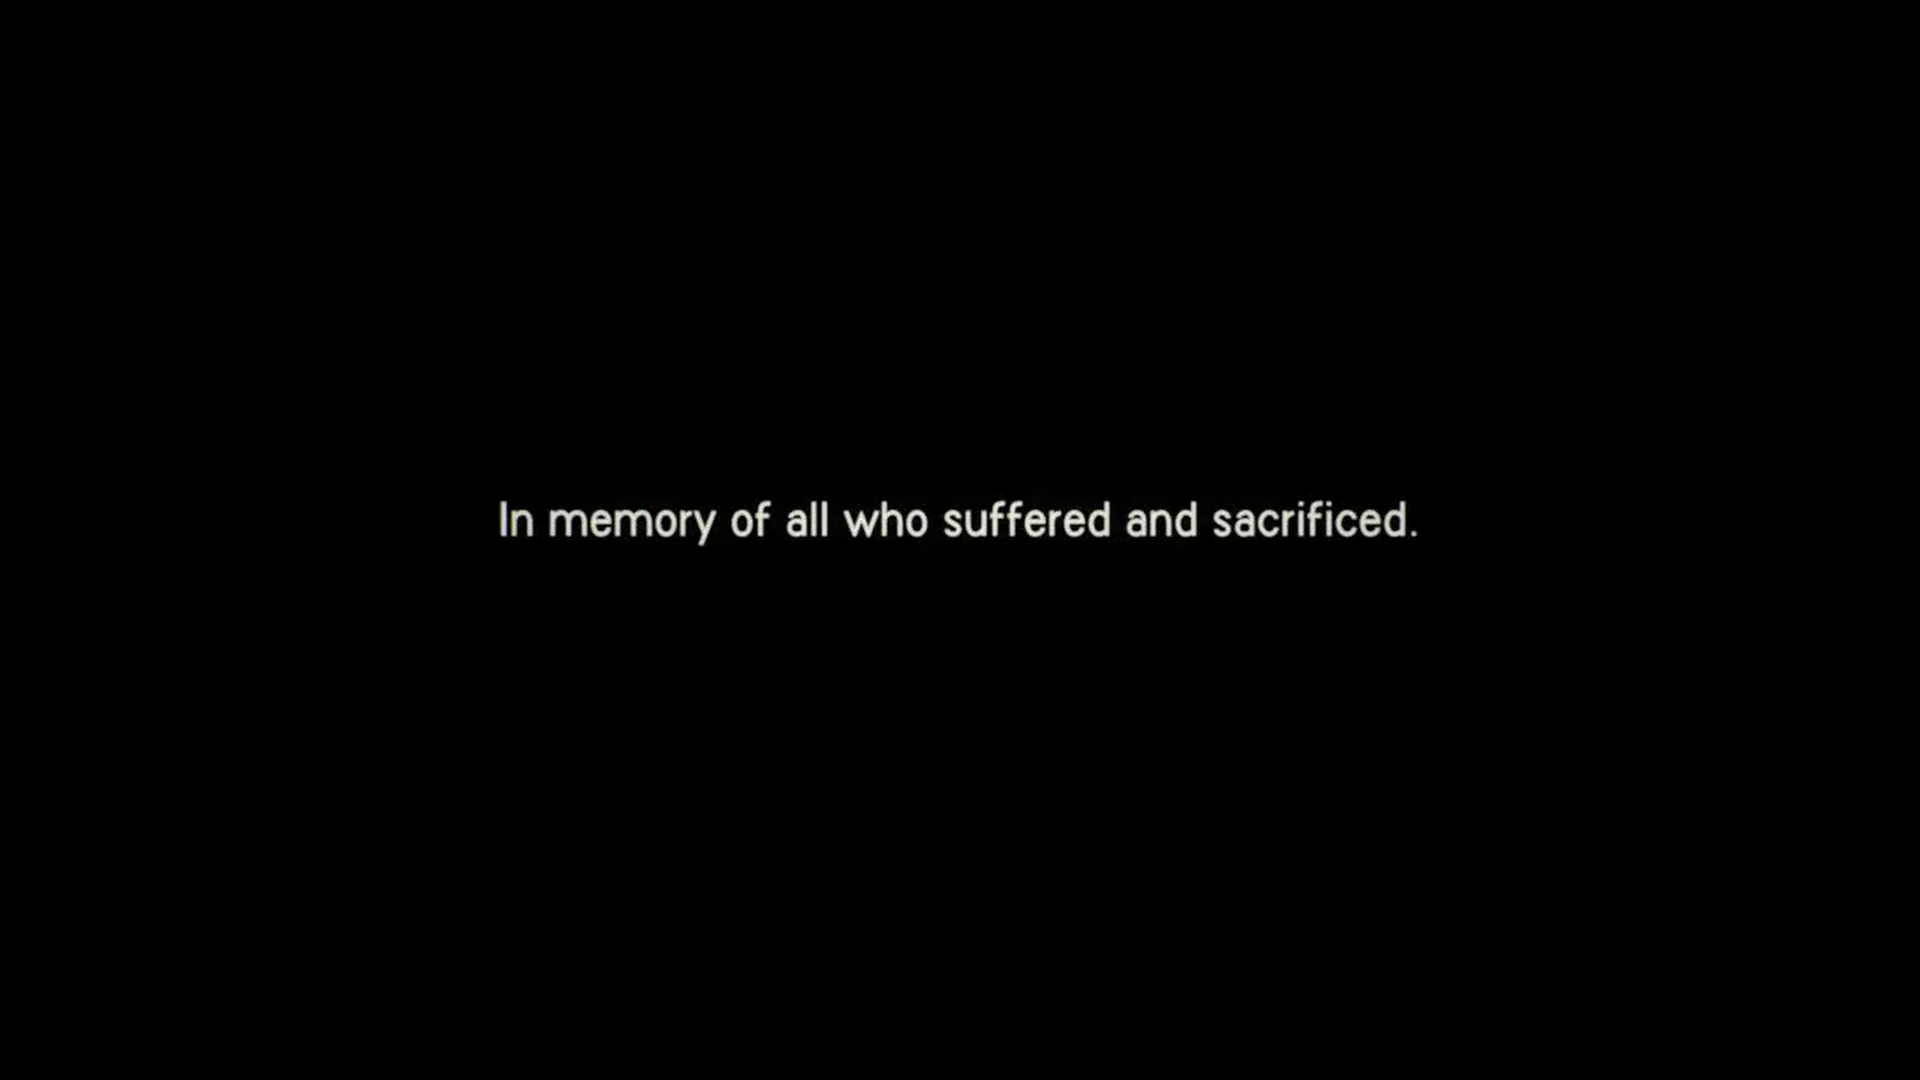 In memory of all who suffered and sacrificed.